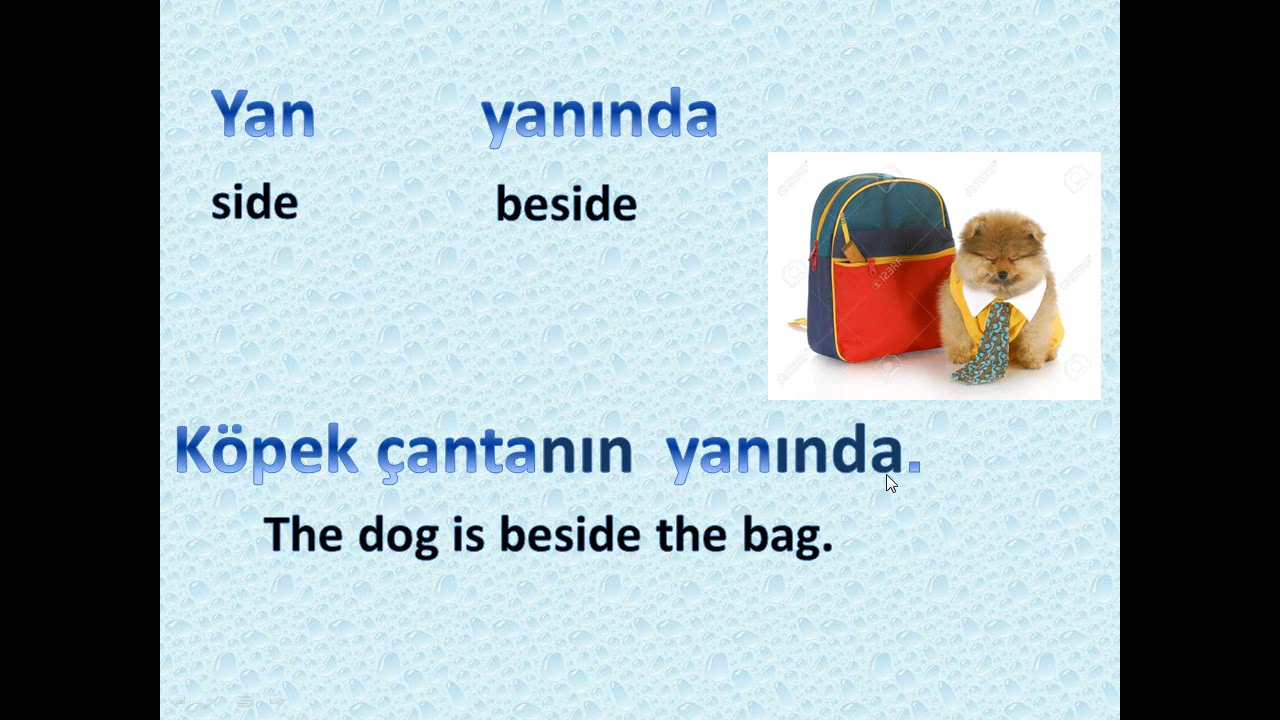 Yan yanında
side beside
Köpek çantanın yanında.
The dog is beside the bag.